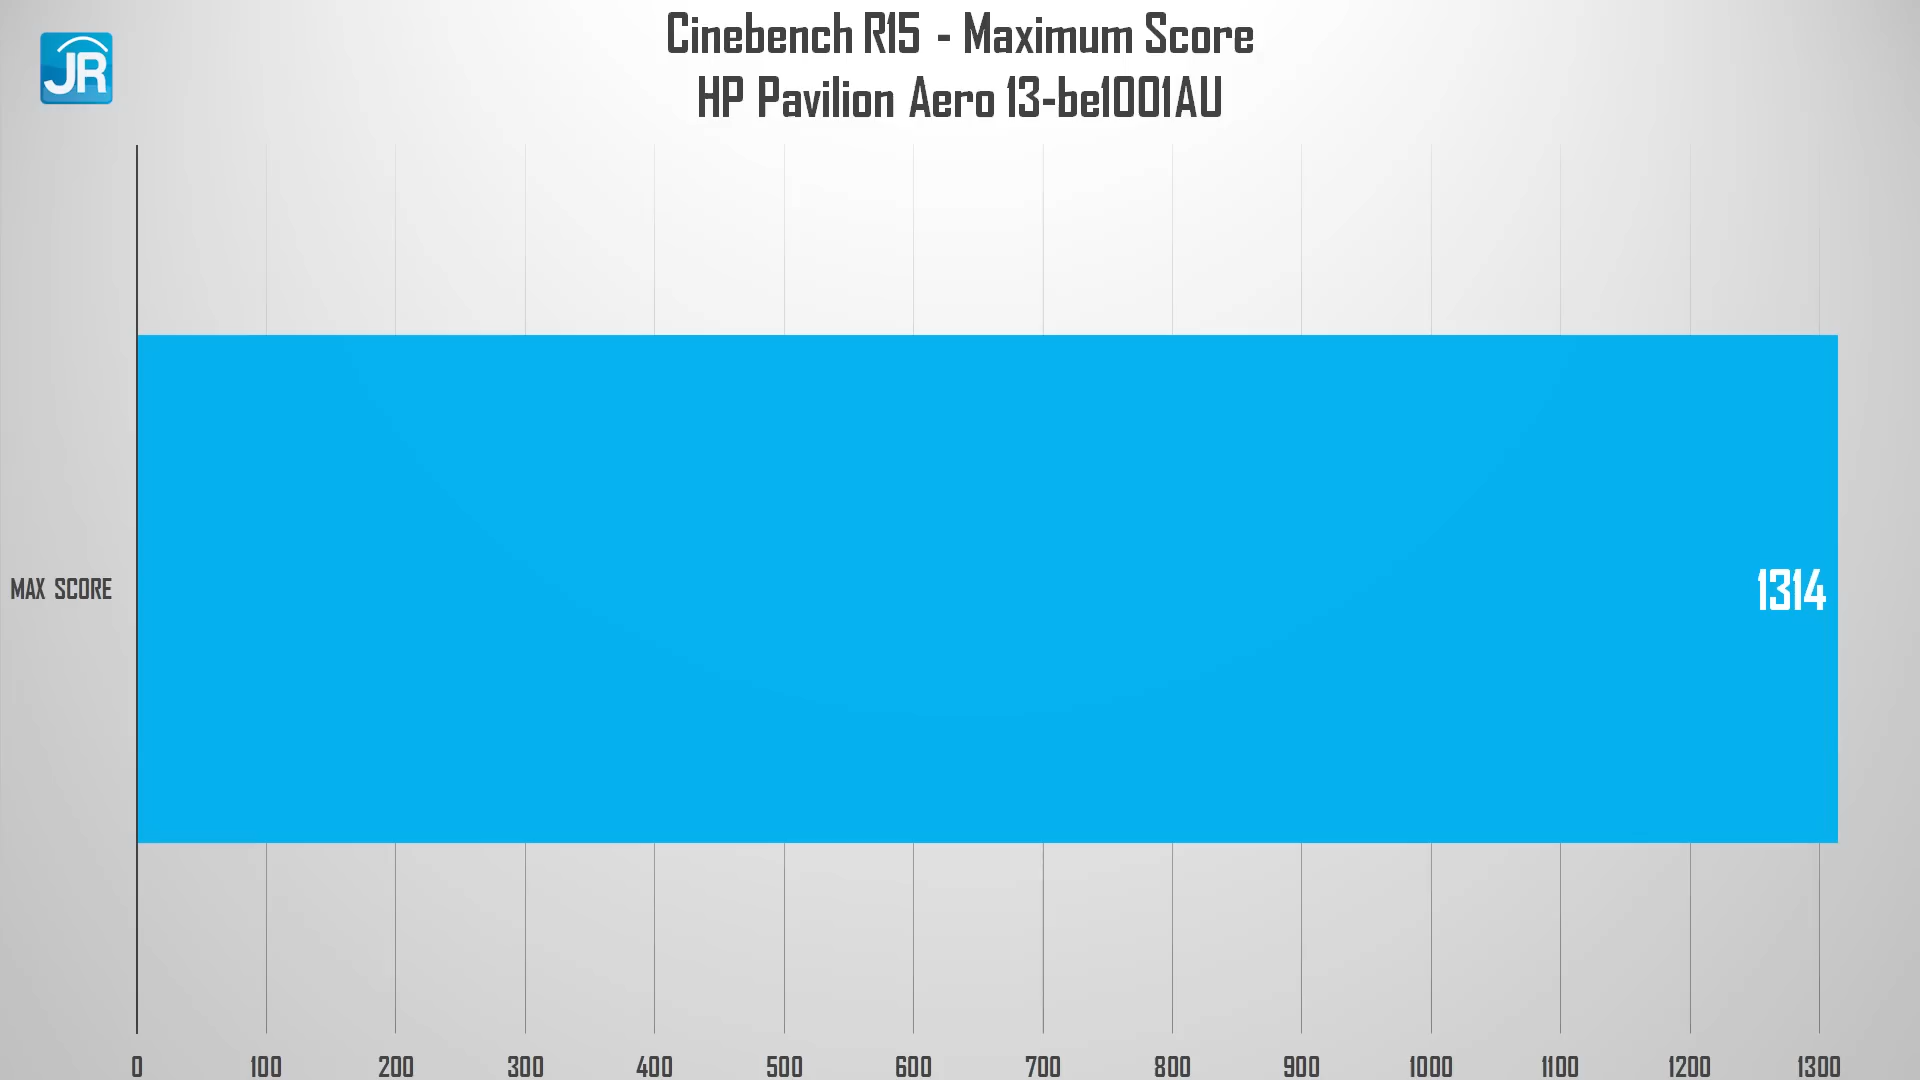 JR
Cinebench R15 - Maximum Score
HP Pavilion Aero 13-be1001AU
MAX SCORE
1314
0 100 200 300 400 500 600 700 800 900 1000 1100 1200 1300